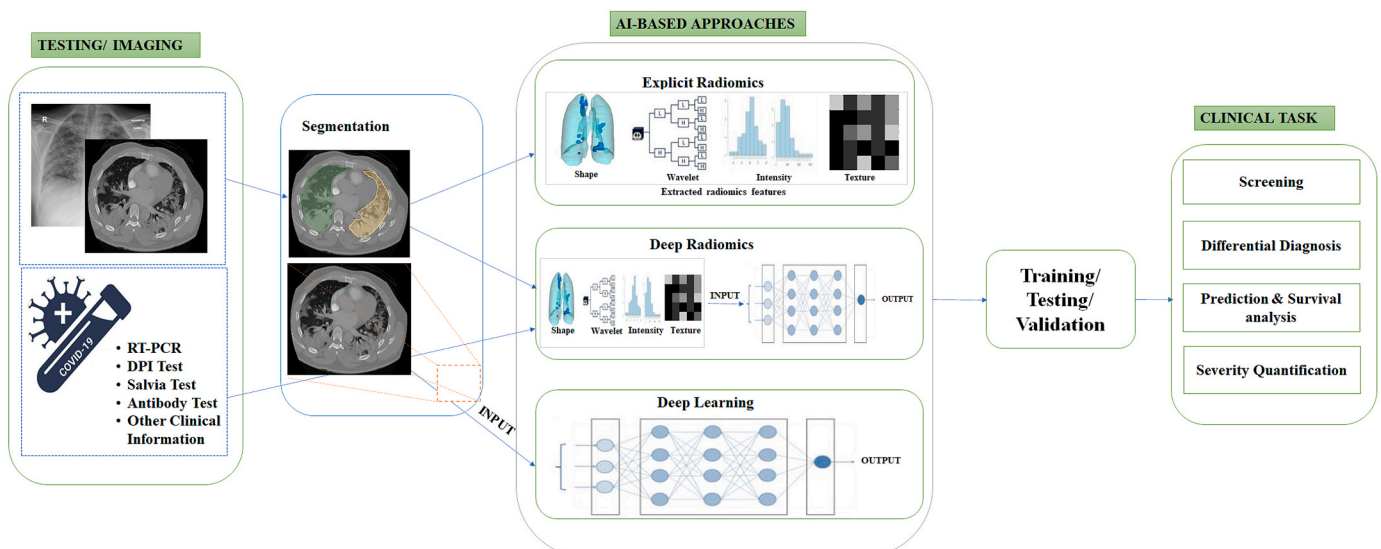 TESTING/ IMAGING
R
COVID-19
• RT-PCR
• DPI Test
• Salvia Test
• Antibody Test
• Other Clinical
Information
Segmentation
INPUT
AI-BASED APPROACHES
Explicit Radiomics
L
H
L
H
L
H
L
H
L
H
L
H
L
H
Shape
Wavelet
Intensity
Texture
Extracted radiomics features
Deep Radiomics
Shape
Wavelet
Intensity
Texture
INPUT
OUTPUT
Deep Learning
OUTPUT
Training/
Testing/
Validation
CLINICAL TASK
Screening
Differential Diagnosis
Prediction & Survival
analysis
Severity Quantification